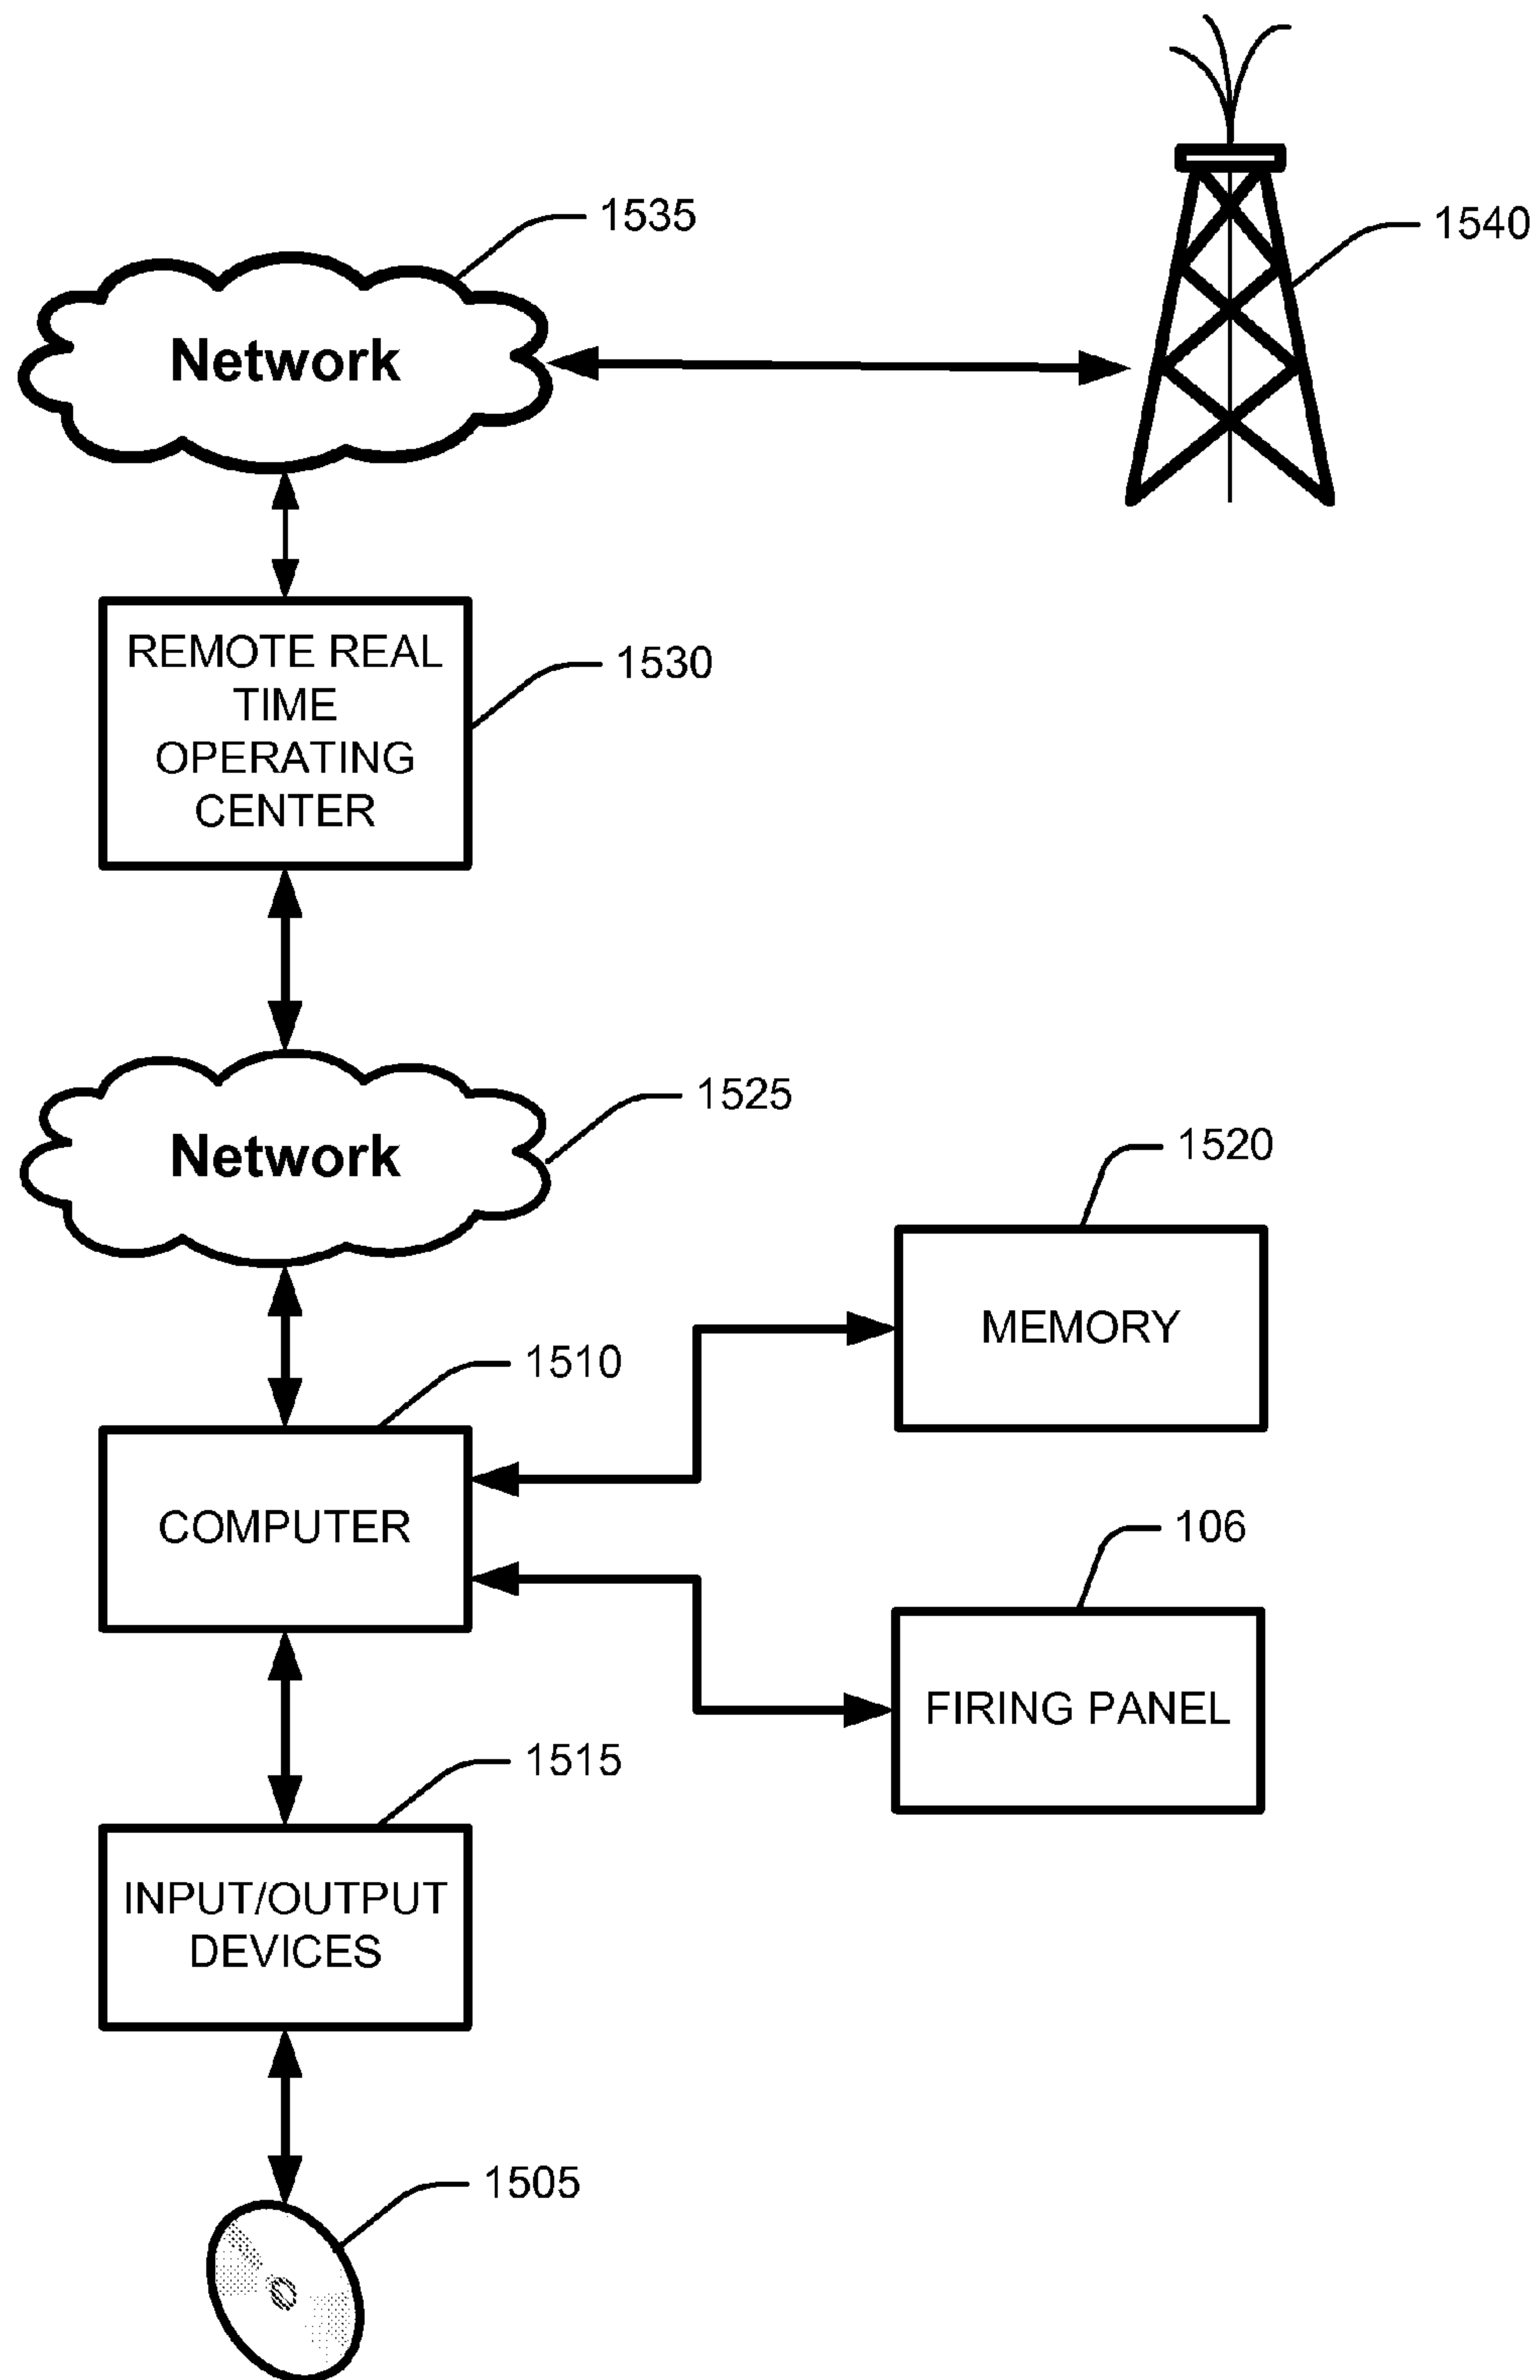 1535
1540
Network
REMOTE REAL
TIME
OPERATING
CENTER
1530
1525
Network
1520
MEMORY
1510
COMPUTER
106
FIRING PANEL
1515
INPUT/OUTPUT
DEVICES
1505